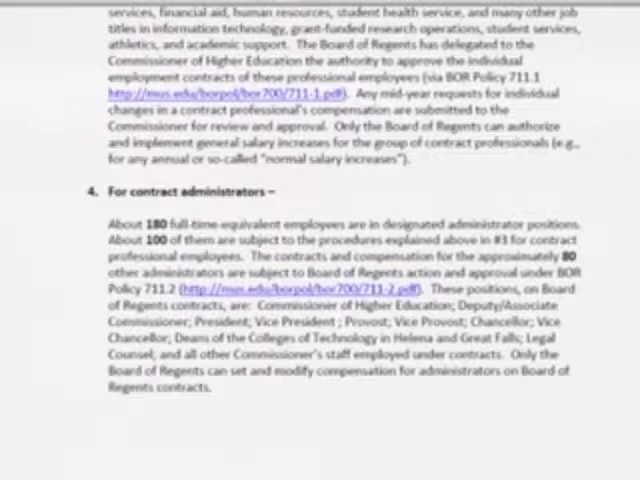 services, financial aid, human resources, student health service, and many other job
titles in information technology, grant-funded research operations, student services,
athletics, and academic support.  The Board of Regents has delegated to the
Commissioner of Higher Education the authority to approve the individual
employment contracts of these professional employees (via BOR Policy 711.1
http://mus.edu/borpol/bor700/711-1.pdf).  Any mid-year requests for individual
changes in a contract professional's compensation are submitted to the
Commissioner for review and approval.  Only the Board of Regents can authorize
and implement general salary increases for the group of contract professionals (e.g.,
for any annual or so-called "normal salary increases").
4. For contract administrators –
About 180 full-time-equivalent employees are in designated administrator positions.
About 100 of them are subject to the procedures explained above in #3 for contract
professional employees.  The contracts and compensation for the approximately 80
other administrators are subject to Board of Regents action and approval under BOR
Policy 711.2 (http://mus.edu/borpol/bor700/711-2.pdf).  These positions, on Board
of Regents contracts, are:  Commissioner of Higher Education; Deputy/Associate
Commissioner; President; Vice President ; Provost; Vice Provost; Chancellor; Vice
Chancellor; Deans of the Colleges of Technology in Helena and Great Falls; Legal
Counsel; and all other Commissioner's staff employed under contracts.  Only the
Board of Regents can set and modify compensation for administrators on Board of
Regents contracts.